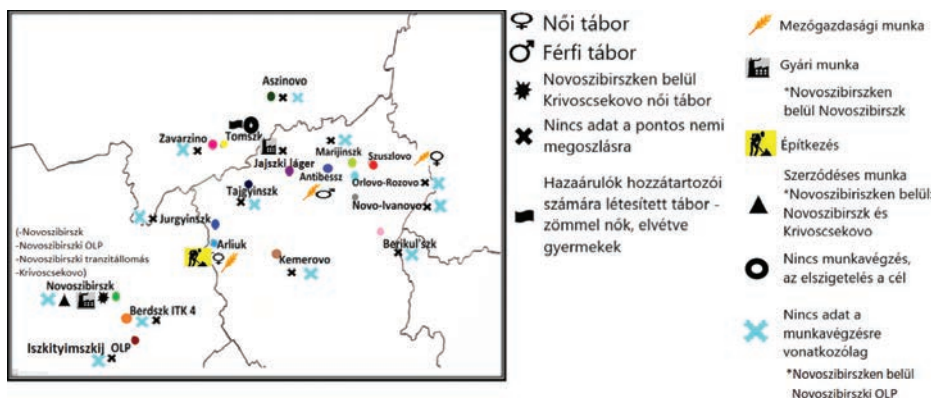 Aszinovo
Zavarzino
Tomszk
Jajszki láger
Marijinszk
Szuszlovo
Antibessz
Orlovo-Rozovo
Tajgyinszk
Novo-Ivanovo
Jurgyinszk
Arliuk
Kemerovo
Berikul'szk
(-Novoszibirszk
-Novoszibirszki OLP
-Novoszibirszki tranzitállomás
-Krivoscsekovo)
Novoszibirszk
Berdszk ITK 4
Iszkityimszkij OLP
Női tábor
Férfi tábor
Novoszibirszken belül
Krivoscsekovo női tábor
Nincs adat a pontos nemi
megoszlásra
Hazaárulók hozzátartozói
számára létesített tábor -
zömmel nők, elvétve
gyermekek
Mezőgazdasági munka
Gyári munka
*Novoszibirszken
belül Novoszibirszk
Építkezés
Szerződéses munka
*Novoszibiriszken belül:
Novoszibirszk és
Krivoscsekovo
Nincs munkavégzés,
az elszigetelés a cél
Nincs adat a
munkavégzésre
vonatkozólag
*Novoszibirszken belül
Novoszibirszki OLP